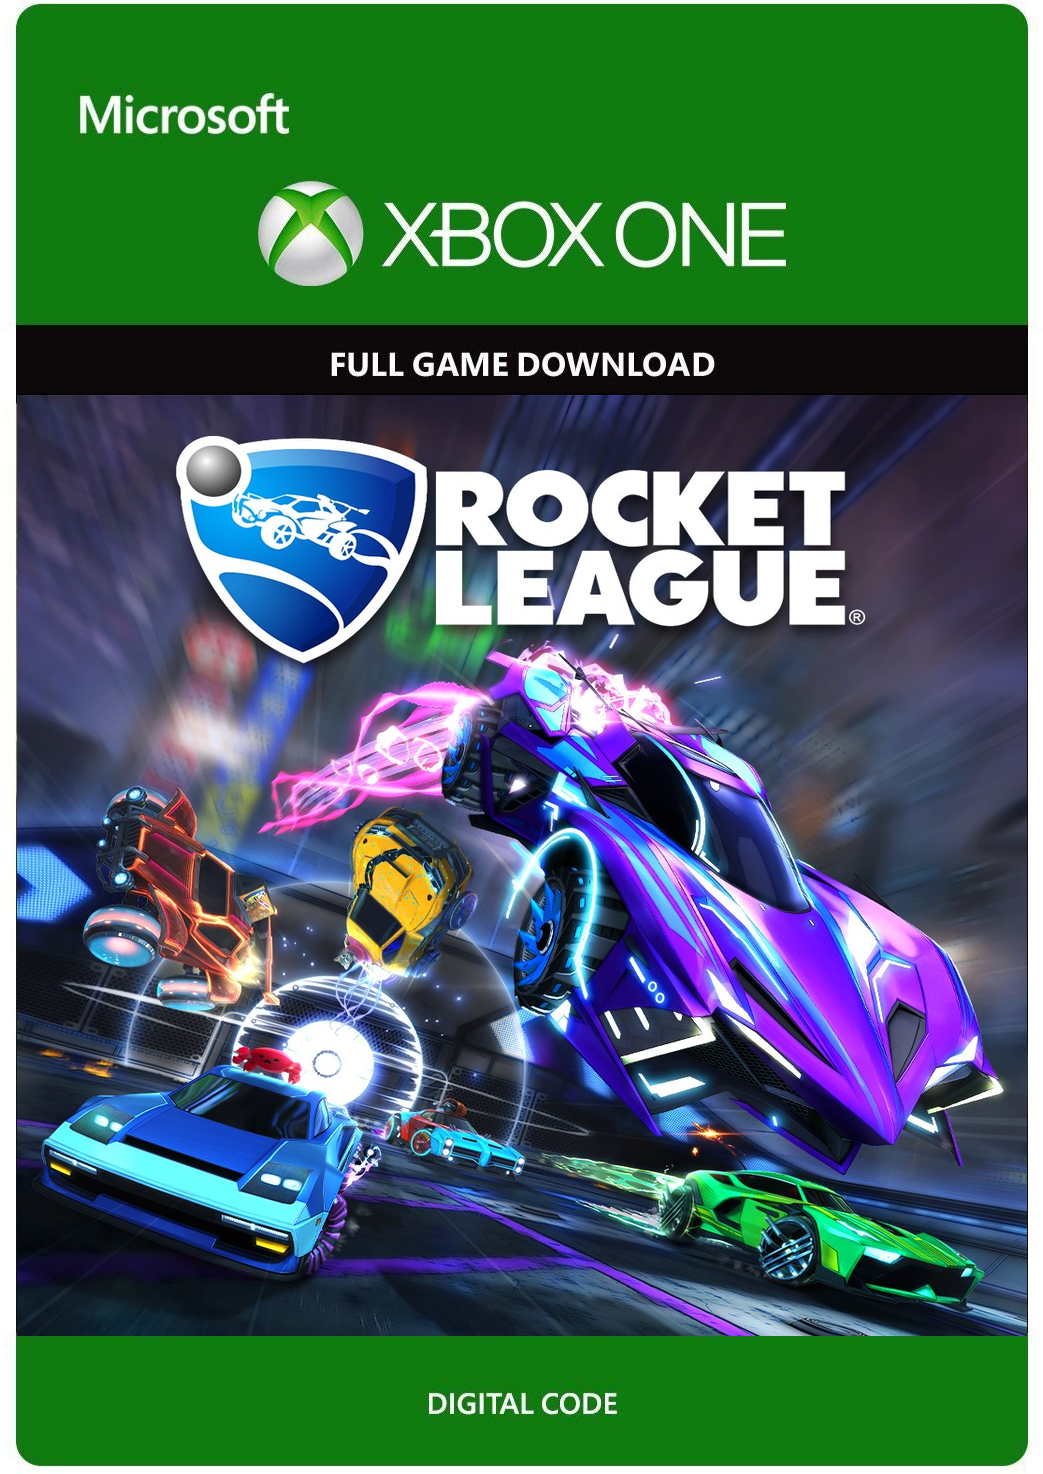 Microsoft
XBOX ONE
FULL GAME DOWNLOAD
ROCKET
LEAGUE®
DIGITAL CODE